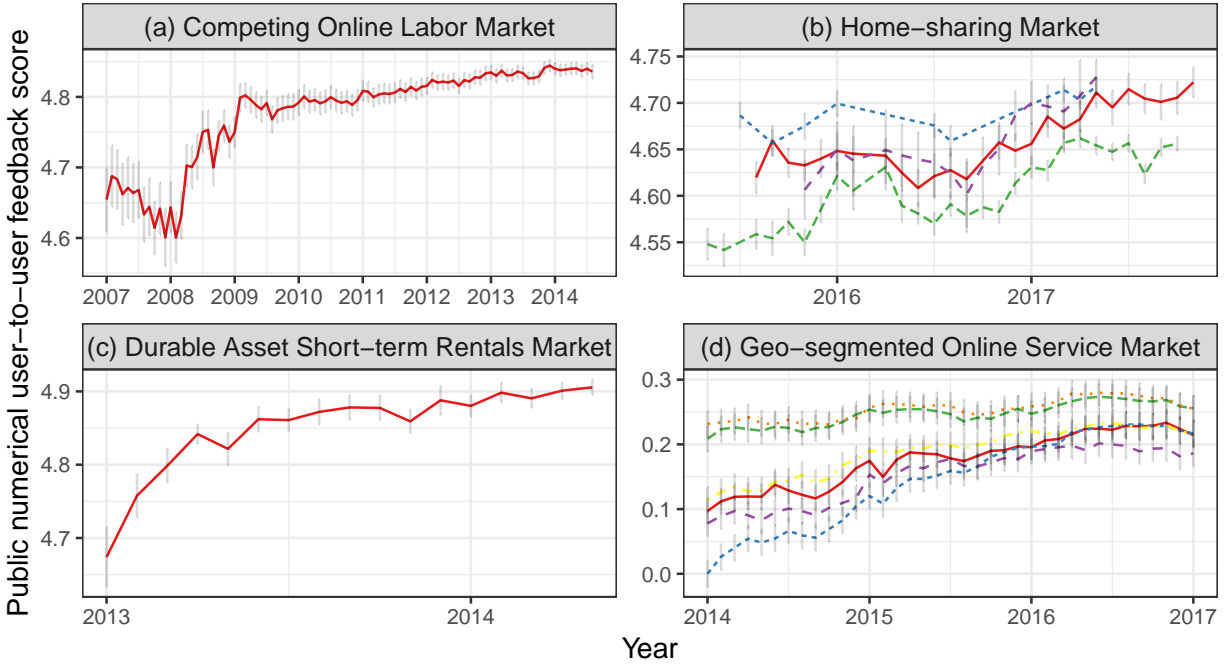 Public numerical user−to−user feedback score
(a) Competing Online Labor Market
4.8
4.7
4.6
2007 2008 2009 2010 2011 2012 2013 2014
(b) Home−sharing Market
4.75
4.70
4.65
4.60
4.55
2016 2017
(c) Durable Asset Short−term Rentals Market
4.9
4.8
4.7
2013 2014
(d) Geo−segmented Online Service Market
0.3
0.2
0.1
0.0
2014 2015 2016 2017
Year